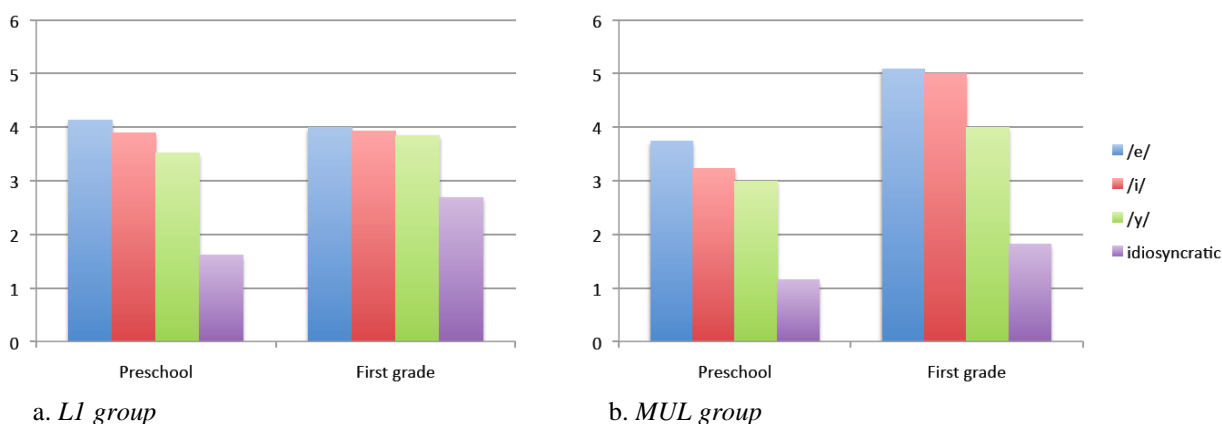 6
5
4
3
2
1
0
Preschool
First grade
a. L1 group
6
5
4
3
2
1
0
Preschool
First grade
b. MUL group
/e/
/i/
/y/
idiosyncratic